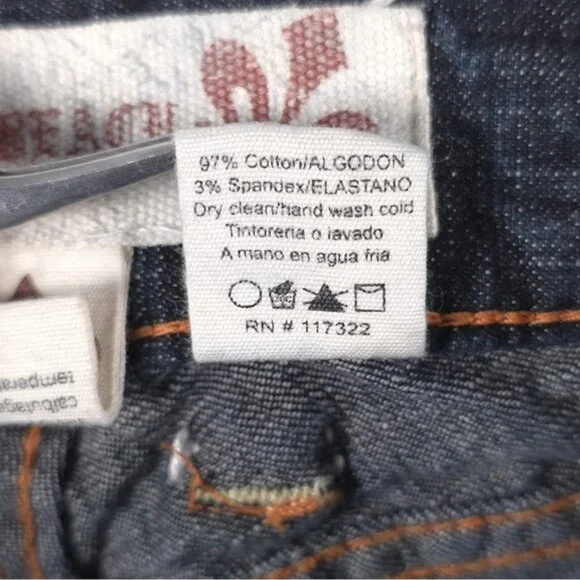 97% Cotton/ALGODON
3% Spandex/ELASTANO
Dry clean/hand wash cold
Tintoreria o lavado
A mano en agua fria
RN # 117322